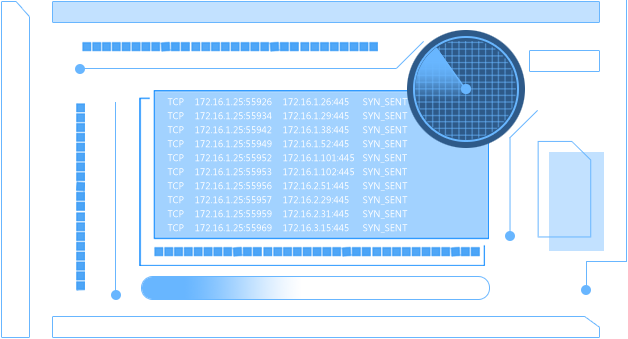 TCP 172.16.1.25:55926 172.16.1.26:445 SYN_SENT
TCP 172.16.1.25:55934 172.16.1.29:445 SYN_SENT
TCP 172.16.1.25:55942 172.16.1.38:445 SYN_SENT
TCP 172.16.1.25:55949 172.16.1.52:445 SYN_SENT
TCP 172.16.1.25:55952 172.16.1.101:445 SYN_SENT
TCP 172.16.1.25:55953 172.16.1.102:445 SYN_SENT
TCP 172.16.1.25:55956 172.16.2.51:445 SYN_SENT
TCP 172.16.1.25:55957 172.16.2.29:445 SYN_SENT
TCP 172.16.1.25:55959 172.16.2.31:445 SYN_SENT
TCP 172.16.1.25:55969 172.16.3.15:445 SYN_SENT